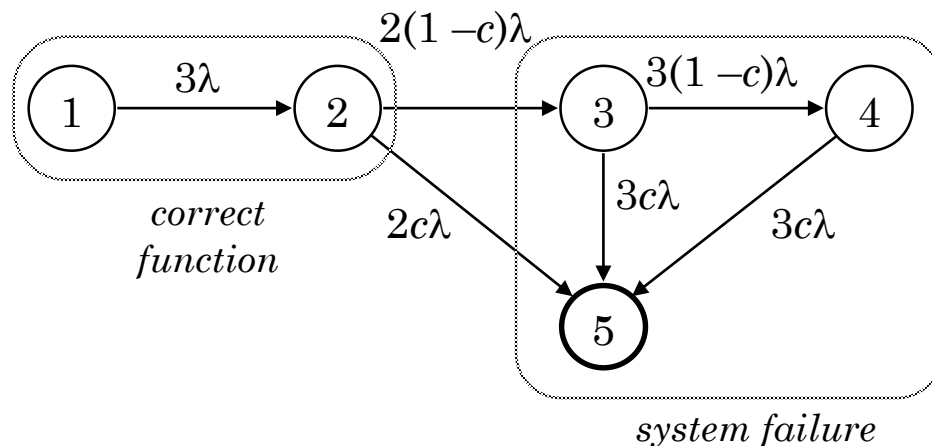 2(1 –c)λ
3λ
3(1 –c)λ
1
2
3
4
3cλ
2cλ
3cλ
correct
function
5
system failure